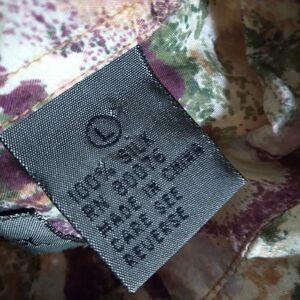 L
100% SILK
RN 80076
MADE IN CHINA
CARE SEE
REVERSE